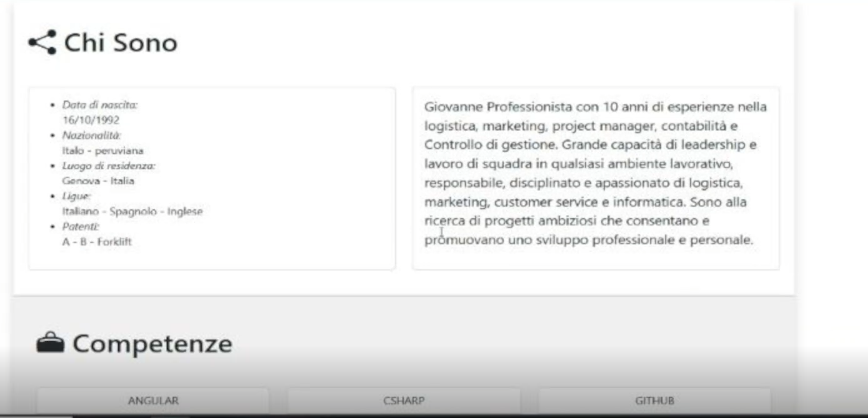 Chi Sono
Data di nascita:
16/10/1992
Nazionalità:
Italo - peruviana
Luogo di residenza:
Genova - Italia
Ligue:
Italiano - Spagnolo - Inglese
Patenti:
A - B - Forklift
Giovanne Professionista con 10 anni di esperienze nella
logistica, marketing, project manager, contabilità e
Controllo di gestione. Grande capacità di leadership e
lavoro di squadra in qualsiasi ambiente lavorativo,
responsabile, disciplinato e apassionato di logistica,
marketing, customer service e informatica. Sono alla
ricerca di progetti ambiziosi che consentano e
promuovano uno sviluppo professionale e personale.
Competenze
ANGULAR
CSHARP
GITHUB